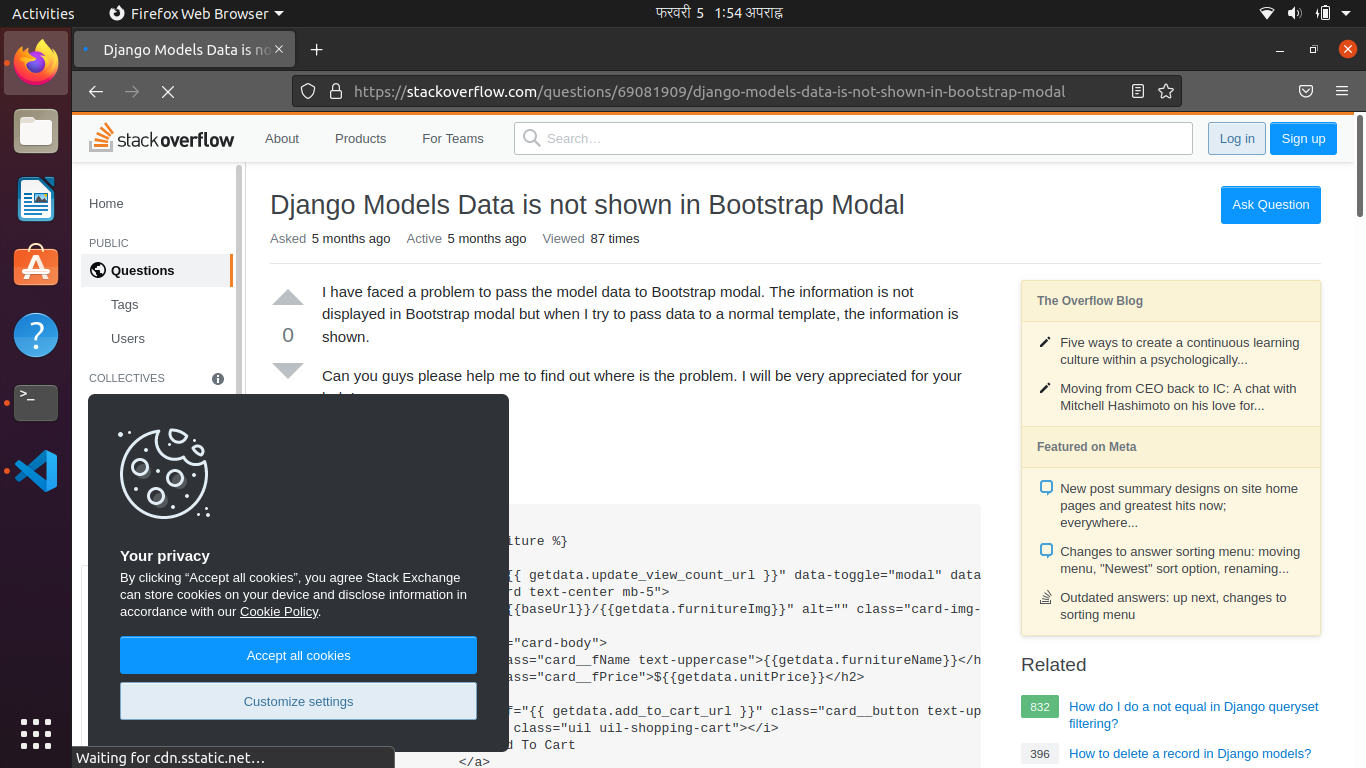 Activities
Firefox Web Browser
फरवरी 5 1:54 अपराह्न
Django Models Data is no
https://stackoverflow.com/questions/69081909/django-models-data-is-not-shown-in-bootstrap-modal
stackoverflow
About
Products
For Teams
Search…
Log in
Sign up
Home
PUBLIC
Questions
Tags
Users
COLLECTIVES
Django Models Data is not shown in Bootstrap Modal
Ask Question
Asked 5 months ago Active 5 months ago Viewed 87 times
0
I have faced a problem to pass the model data to Bootstrap modal. The information is not
displayed in Bootstrap modal but when I try to pass data to a normal template, the information is
shown.
Can you guys please help me to find out where is the problem. I will be very appreciated for your
iture %}
{{ getdata.update_view_count_url }}" data-toggle="modal" data
rd text-center mb-5">
{{baseUrl}}/{{getdata.furnitureImg}}" alt="" class="card-img-
="card-body">
ass="card__fName text-uppercase">{{getdata.furnitureName}}</h
ass="card__fPrice">${{getdata.unitPrice}}</h2>
f="{{ getdata.add_to_cart_url }}" class="card__button text-up
class="uil uil-shopping-cart"></i>
d To Cart
</a>
Your privacy
By clicking “Accept all cookies”, you agree Stack Exchange
can store cookies on your device and disclose information in
accordance with our Cookie Policy.
Accept all cookies
Customize settings
The Overflow Blog
Five ways to create a continuous learning
culture within a psychologically...
Moving from CEO back to IC: A chat with
Mitchell Hashimoto on his love for...
Featured on Meta
New post summary designs on site home
pages and greatest hits now;
everywhere...
Changes to answer sorting menu: moving
menu, "Newest" sort option, renaming...
Outdated answers: up next, changes to
sorting menu
Related
832 How do I do a not equal in Django queryset
filtering?
396 How to delete a record in Django models?
Waiting for cdn.sstatic.net…